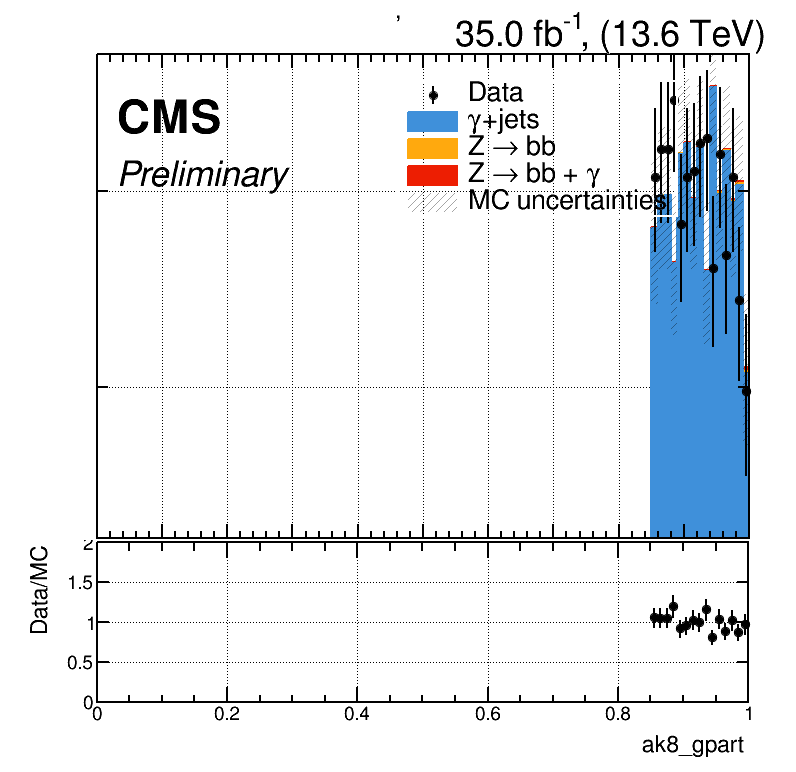 ,
35.0 fb-1, (13.6 TeV)
CMS
Preliminary
Data
γ+jets
Z → bb
Z → bb + γ
MC uncertainties
Data/MC
2
1.5
1
0.5
0
0 0.2 0.4 0.6 0.8 1
ak8_gpart